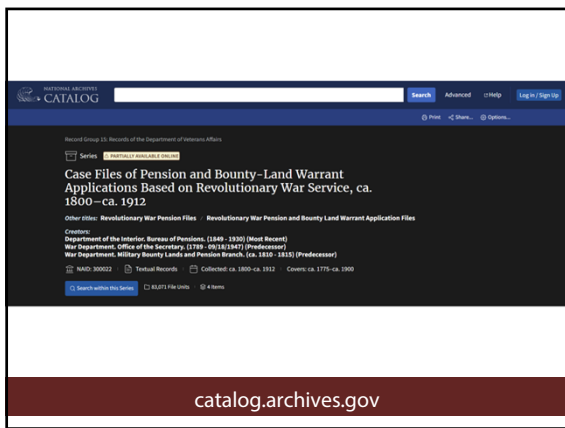 NATIONAL ARCHIVES
CATALOG
Search Advanced Help Log in / Sign Up
Print Share... Options...
Record Group 15: Records of the Department of Veterans Affairs
Series PARTIALLY AVAILABLE ONLINE
Case Files of Pension and Bounty-Land Warrant
Applications Based on Revolutionary War Service, ca.
1800–ca. 1912
Other titles: Revolutionary War Pension Files / Revolutionary War Pension and Bounty Land Warrant Application Files
Creators:
Department of the Interior. Bureau of Pensions. (1849 - 1930) (Most Recent)
War Department. Office of the Secretary. (1789 - 09/18/1947) (Predecessor)
War Department. Military Bounty Lands and Pension Branch. (ca. 1810 - 1815) (Predecessor)
NAID: 300022 Textual Records Collected: ca. 1800–ca. 1912 Covers: ca. 1775–ca. 1900
Search within this Series 83,071 File Units 4 Items
catalog.archives.gov